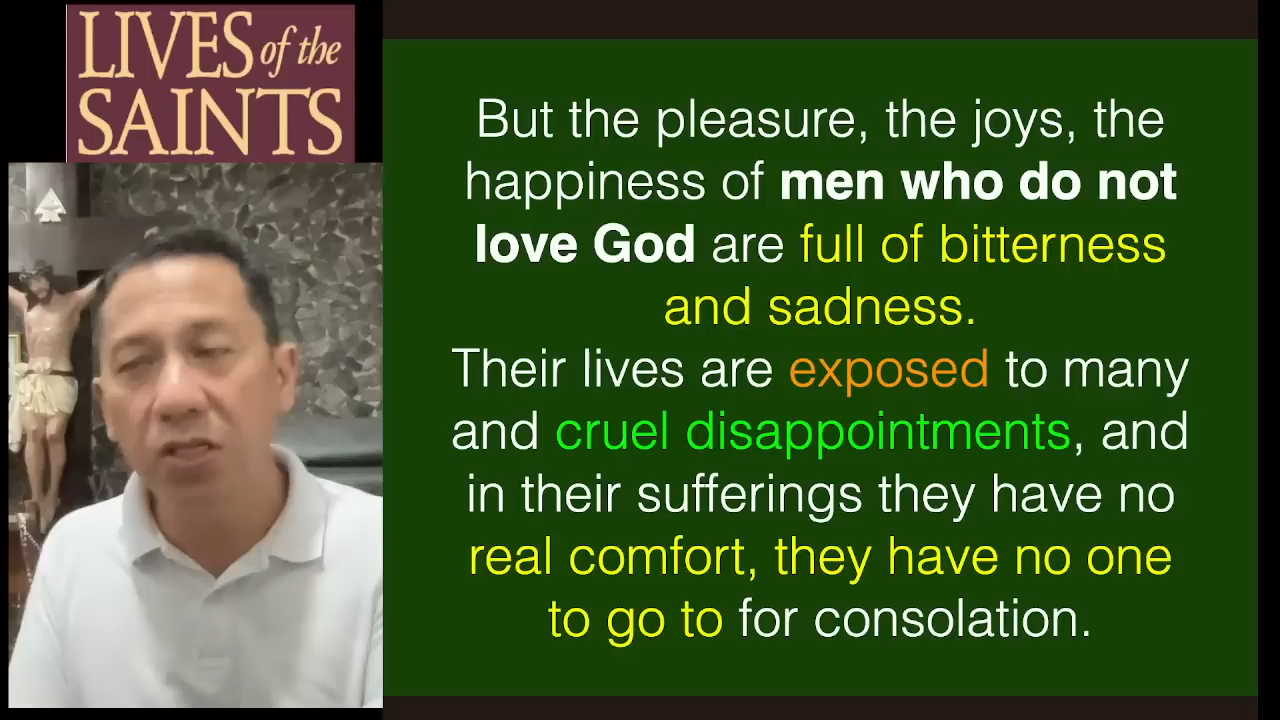 LIVES of the
SAINTS
But the pleasure, the joys, the
happiness of men who do not
love God are full of bitterness
and sadness.
Their lives are exposed to many
and cruel disappointments, and
in their sufferings they have no
real comfort, they have no one
to go to for consolation.